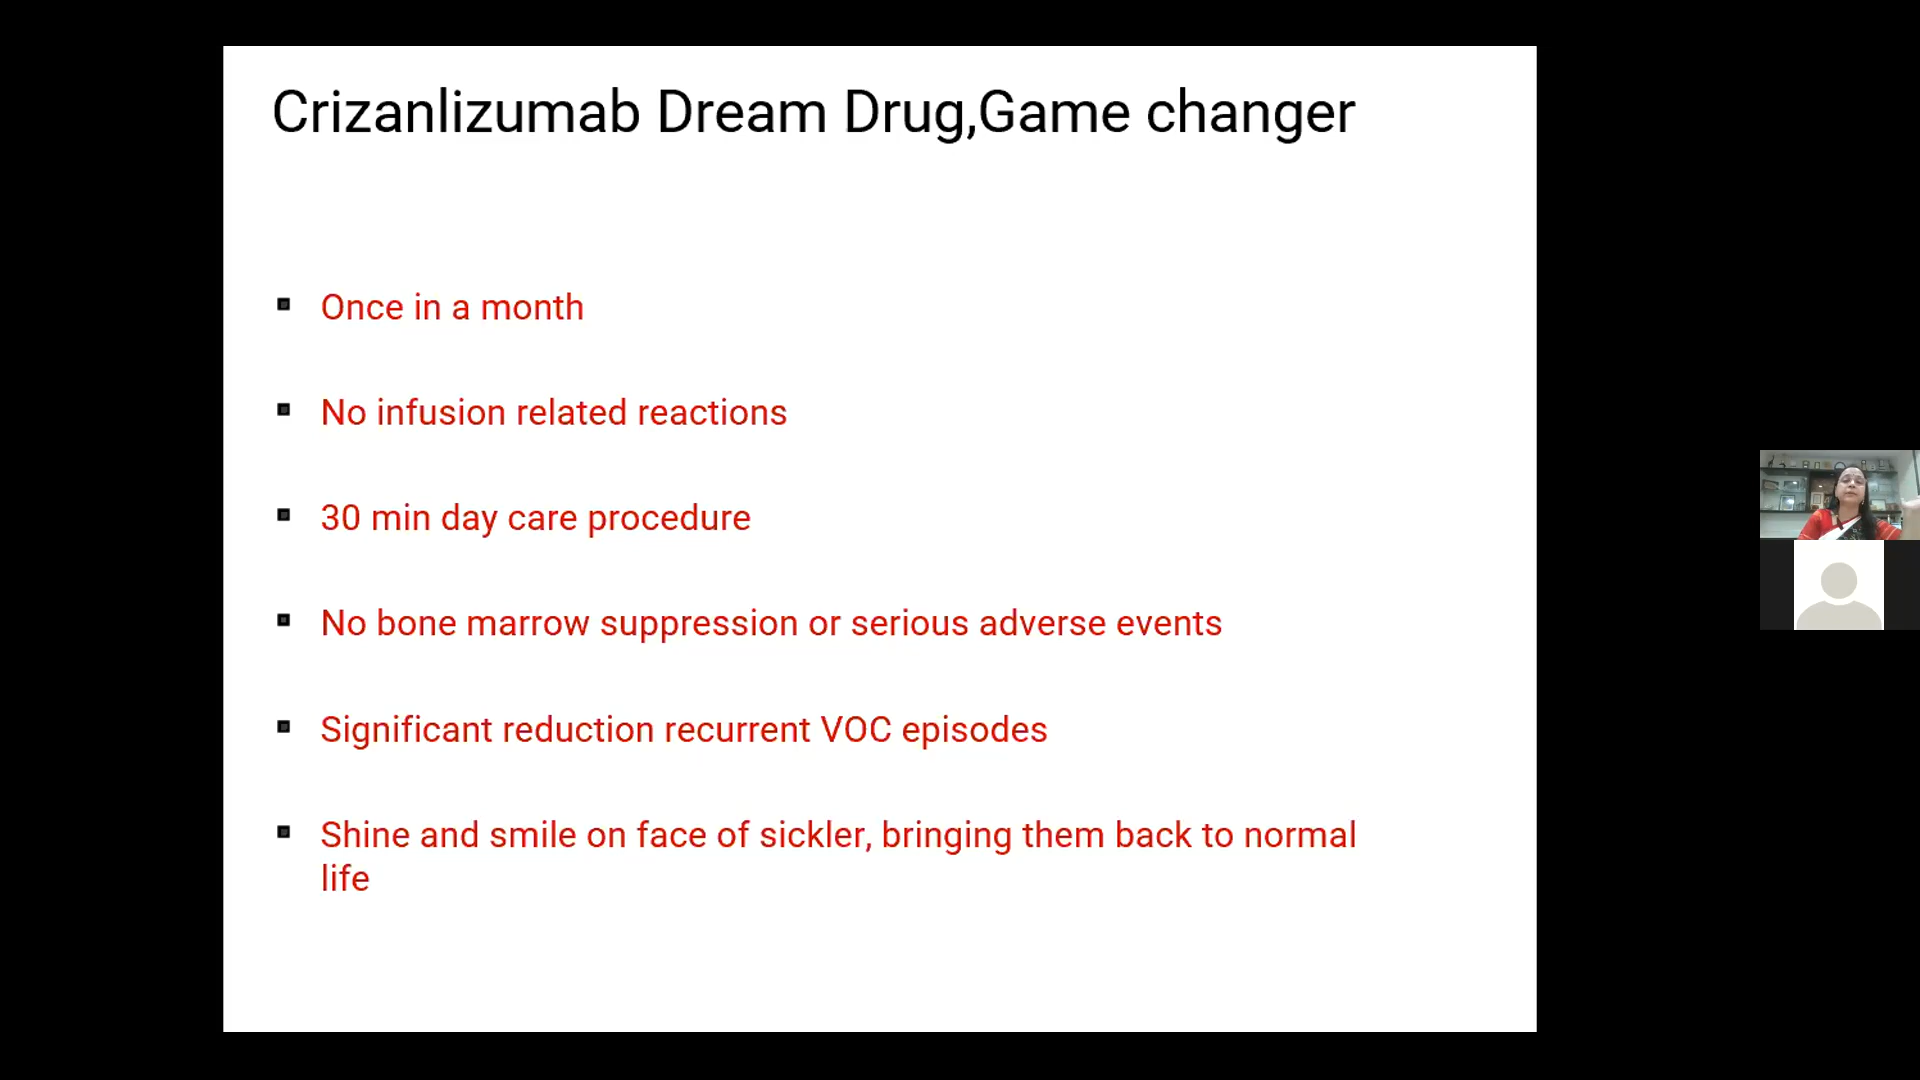 Crizanlizumab Dream Drug,Game changer
Once in a month
No infusion related reactions
30 min day care procedure
No bone marrow suppression or serious adverse events
Significant reduction recurrent VOC episodes
Shine and smile on face of sickler, bringing them back to normal
life